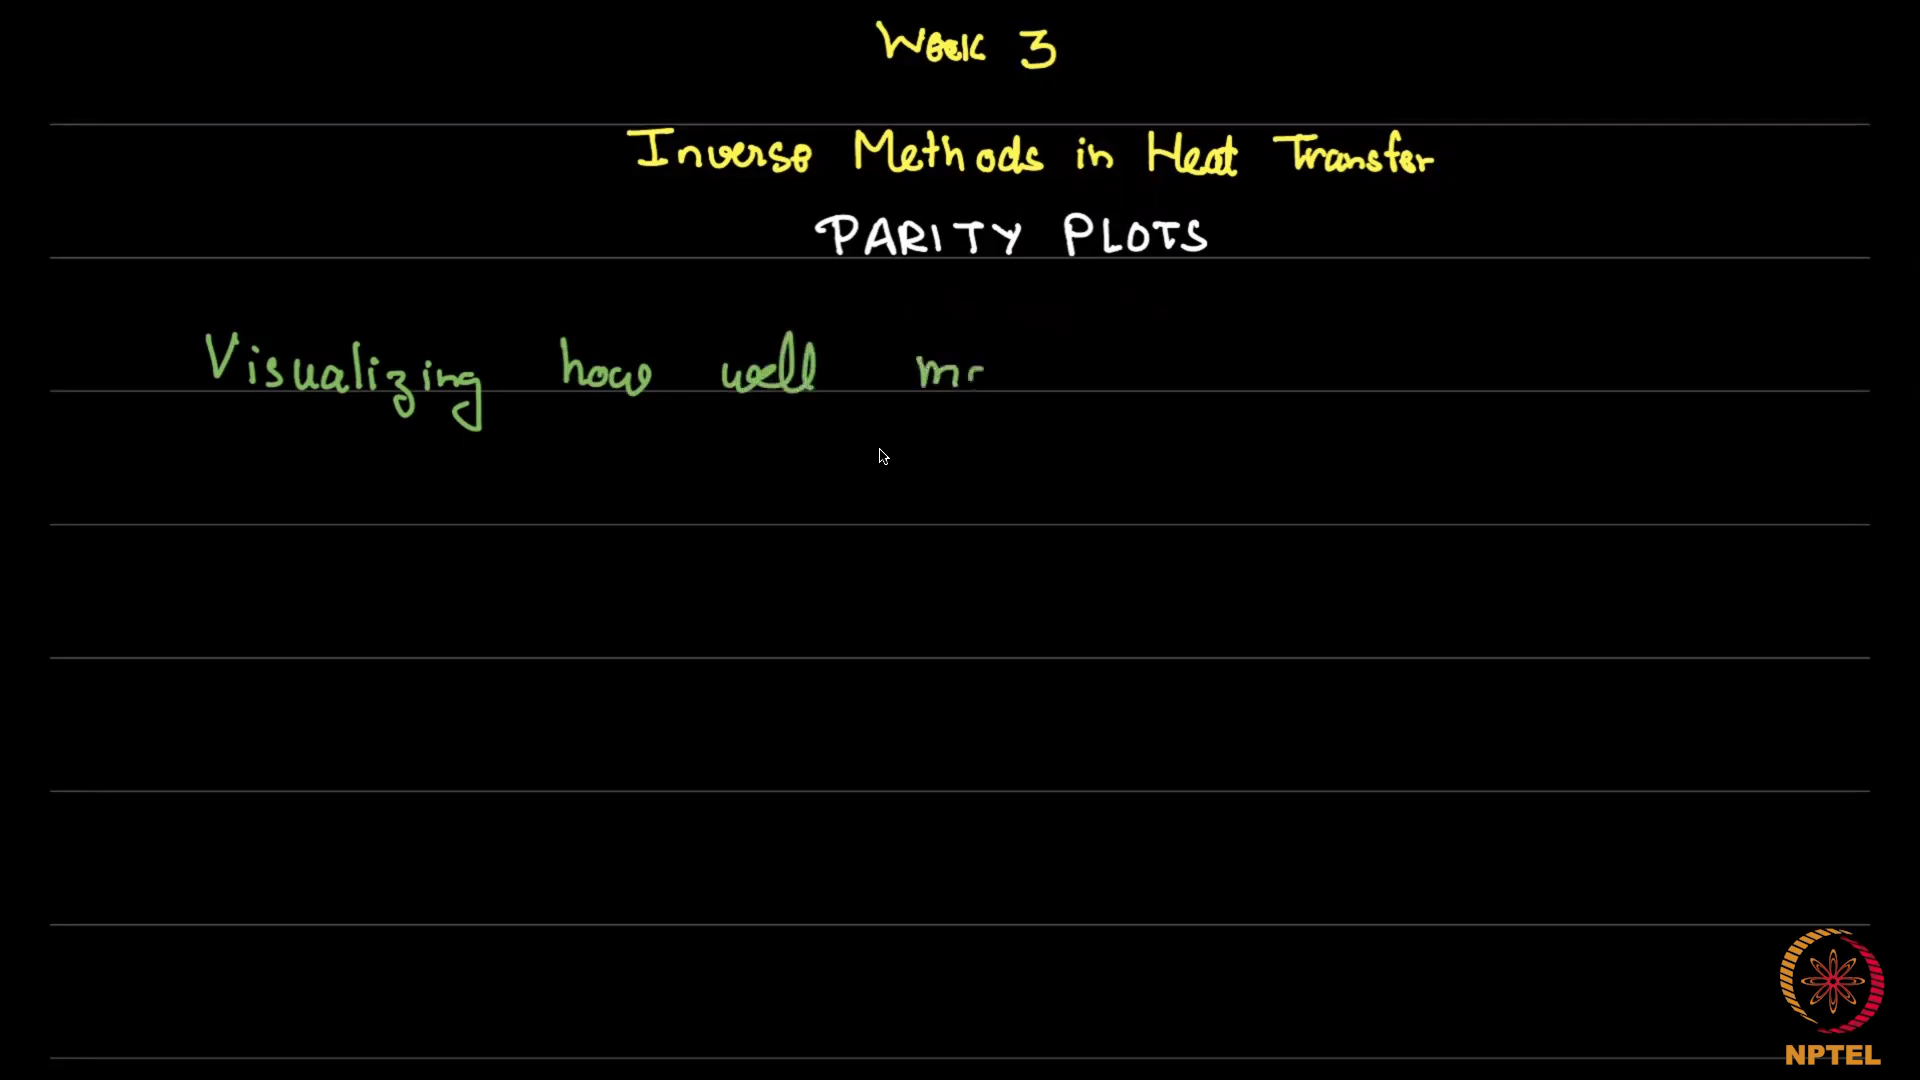 Week 3
Inverse Methods in Heat Transfer
PARITY PLOTS
Visualizing how well m
NPTEL